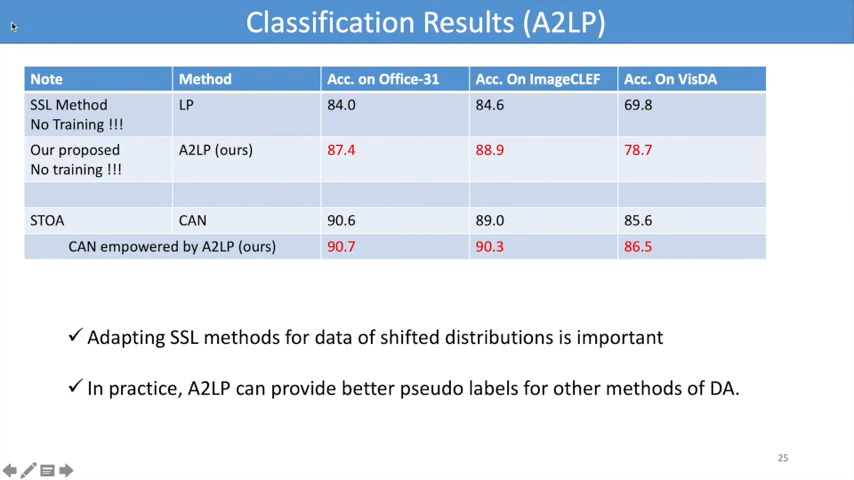 Classification Results (A2LP)
Note Method Acc. on Office-31 Acc. On ImageCLEF Acc. On VisDA
SSL Method LP 84.0 84.6 69.8
No Training !!!
Our proposed A2LP (ours) 87.4 88.9 78.7
No training !!!
STOA CAN 90.6 89.0 85.6
CAN empowered by A2LP (ours) 90.7 90.3 86.5
✓ Adapting SSL methods for data of shifted distributions is important
✓ In practice, A2LP can provide better pseudo labels for other methods of DA.
25